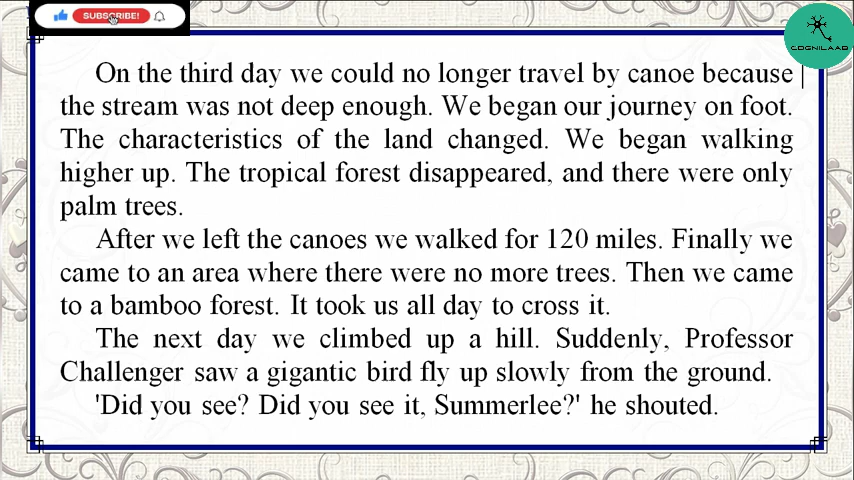 SUBSCRIBE!
COGNILAAB
On the third day we could no longer travel by canoe because
the stream was not deep enough. We began our journey on foot.
The characteristics of the land changed. We began walking
higher up. The tropical forest disappeared, and there were only
palm trees.
After we left the canoes we walked for 120 miles. Finally we
came to an area where there were no more trees. Then we came
to a bamboo forest. It took us all day to cross it.
The next day we climbed up a hill. Suddenly, Professor
Challenger saw a gigantic bird fly up slowly from the ground.
'Did you see? Did you see it, Summerlee?' he shouted.